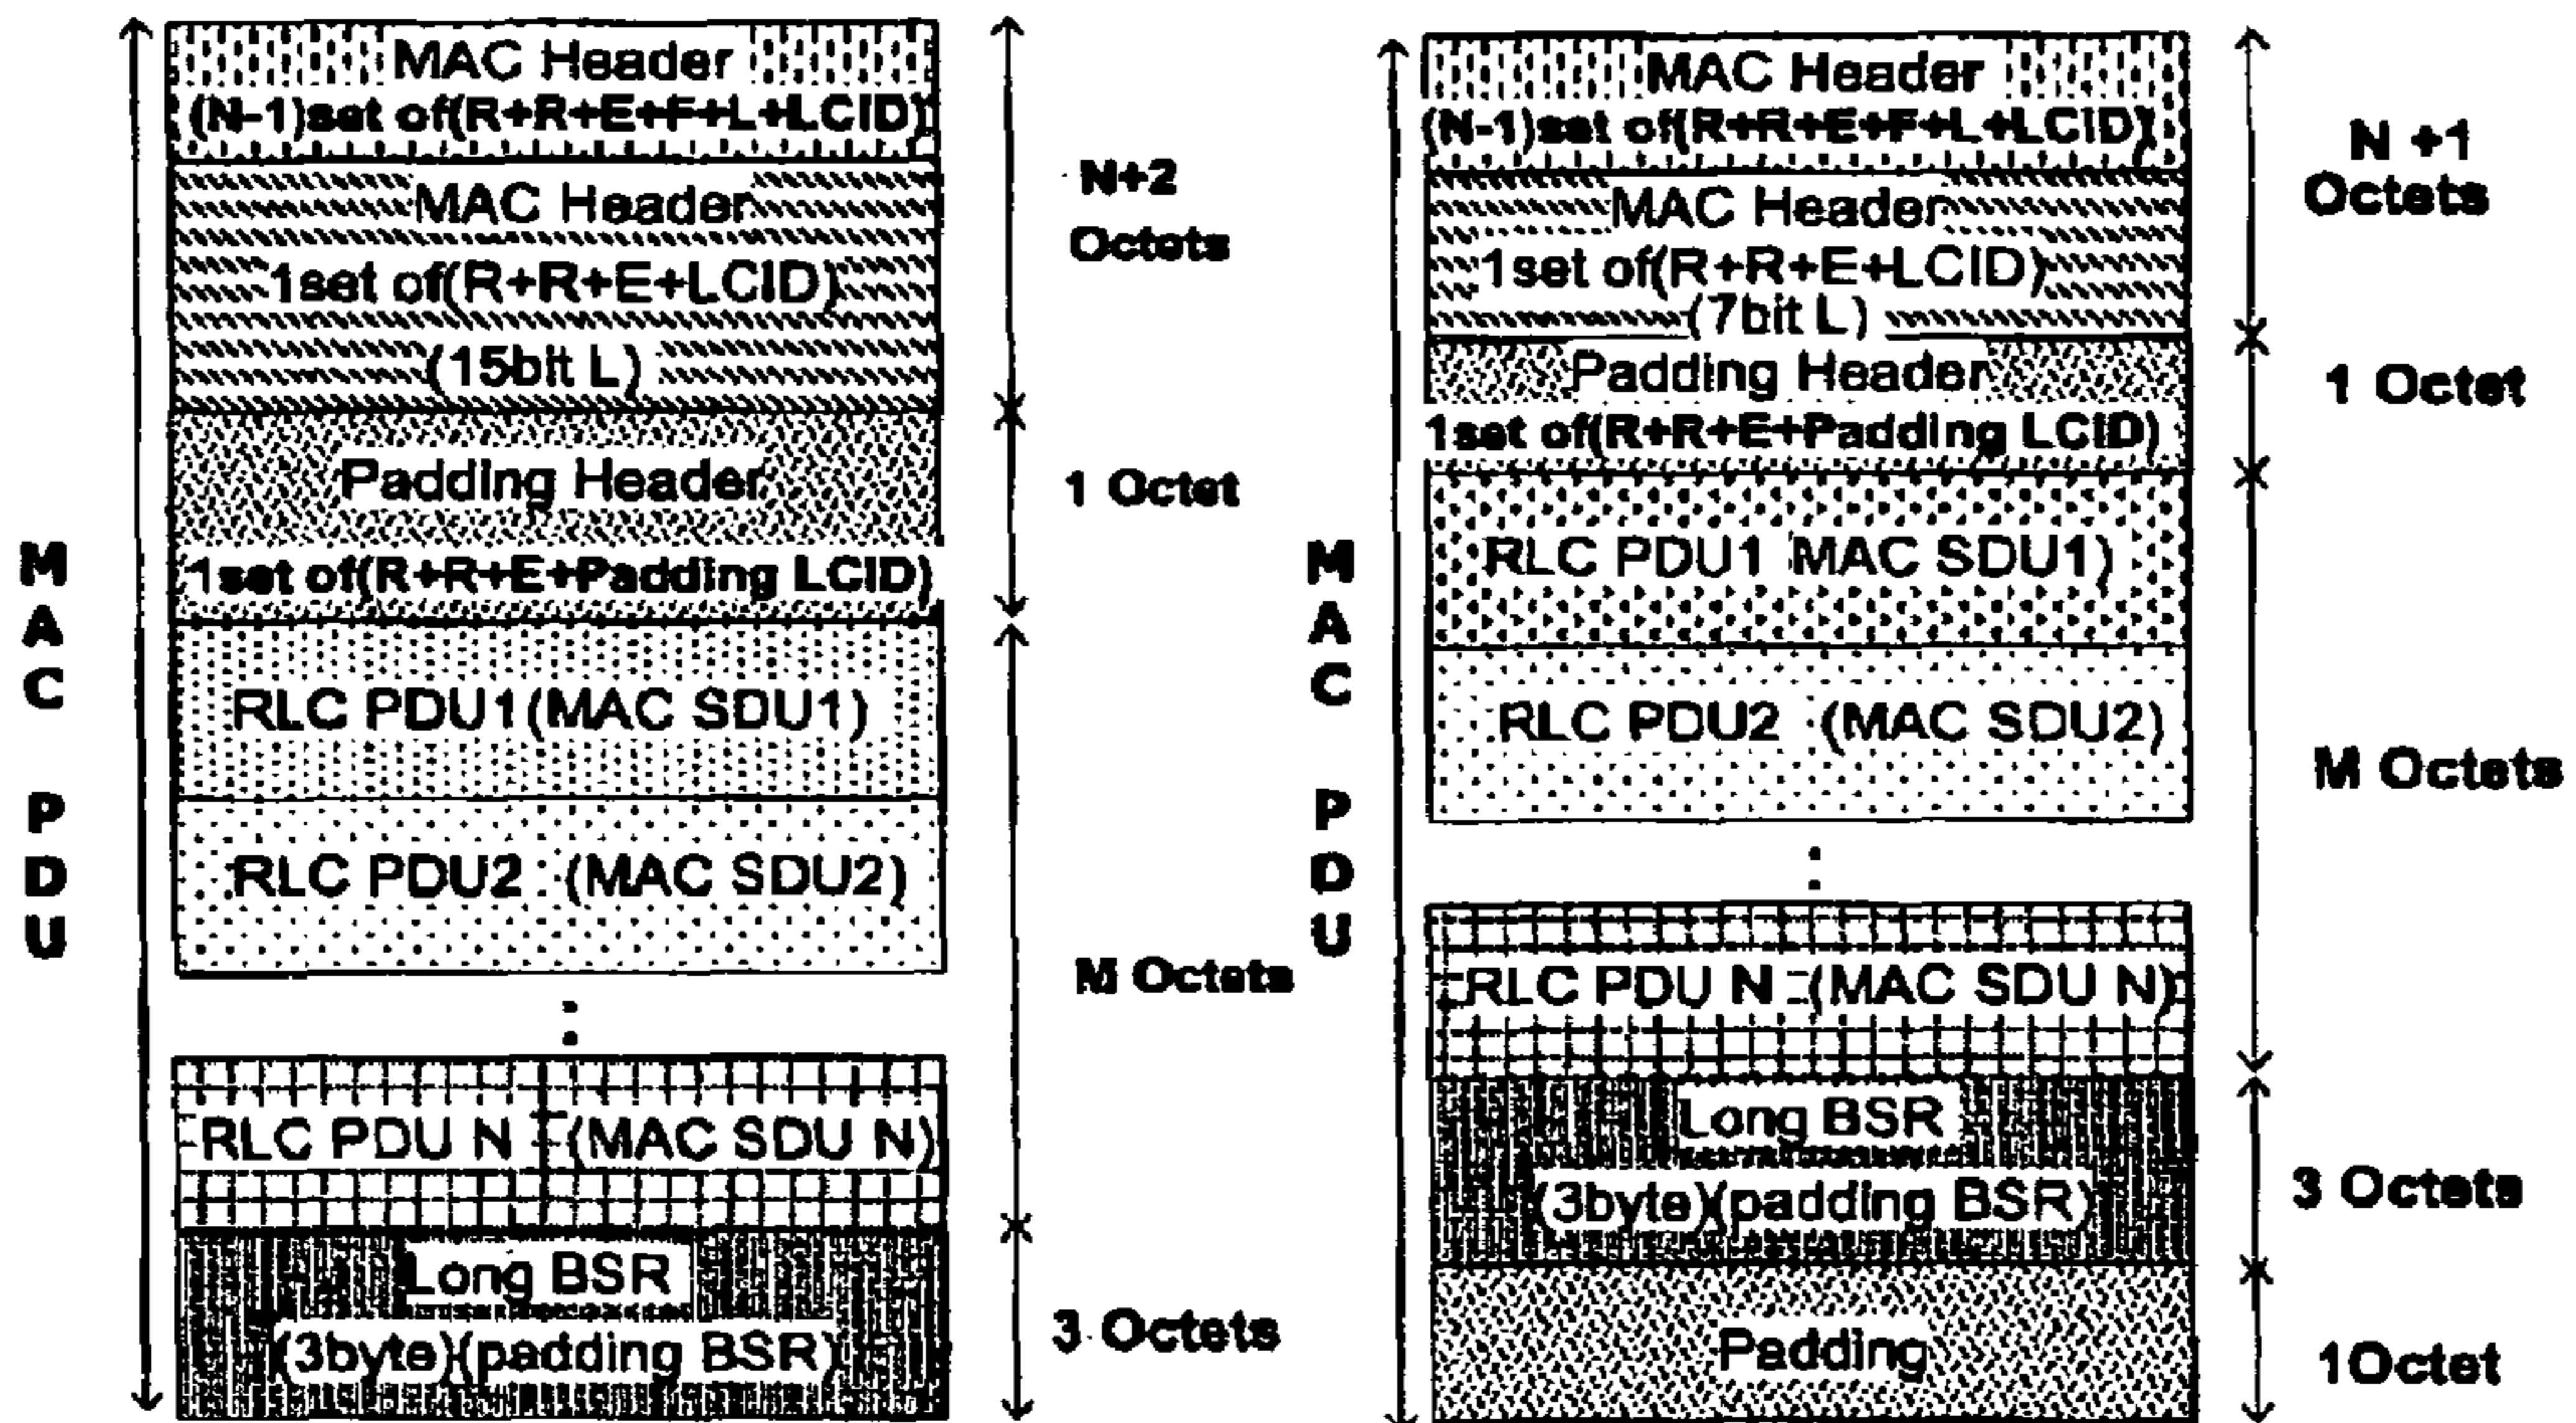 MAC Header
(N-1)set of(R+R+E+F+L+LCID)
MAC Header
1set of(R+R+E+LCID)
(15bit L)
Padding Header
1set of(R+R+E+Padding LCID)
RLC PDU1(MAC SDU1)
RLC PDU2 (MAC SDU2)
:
RLC PDU N (MAC SDU N)
Long BSR
(3byte)(padding BSR)
MAC PDU
N+2
Octets
1 Octet
M Octets
3 Octets
MAC Header
(N-1)set of(R+R+E+F+L+LCID)
MAC Header
1set of(R+R+E+LCID)
(7bit L)
Padding Header
1set of(R+R+E+Padding LCID)
RLC PDU1 MAC SDU1)
RLC PDU2 (MAC SDU2)
:
RLC PDU N (MAC SDU N)
Long BSR
(3byte)(padding BSR)
Padding
MAC PDU
N +1
Octets
1 Octet
M Octets
3 Octets
1Octet